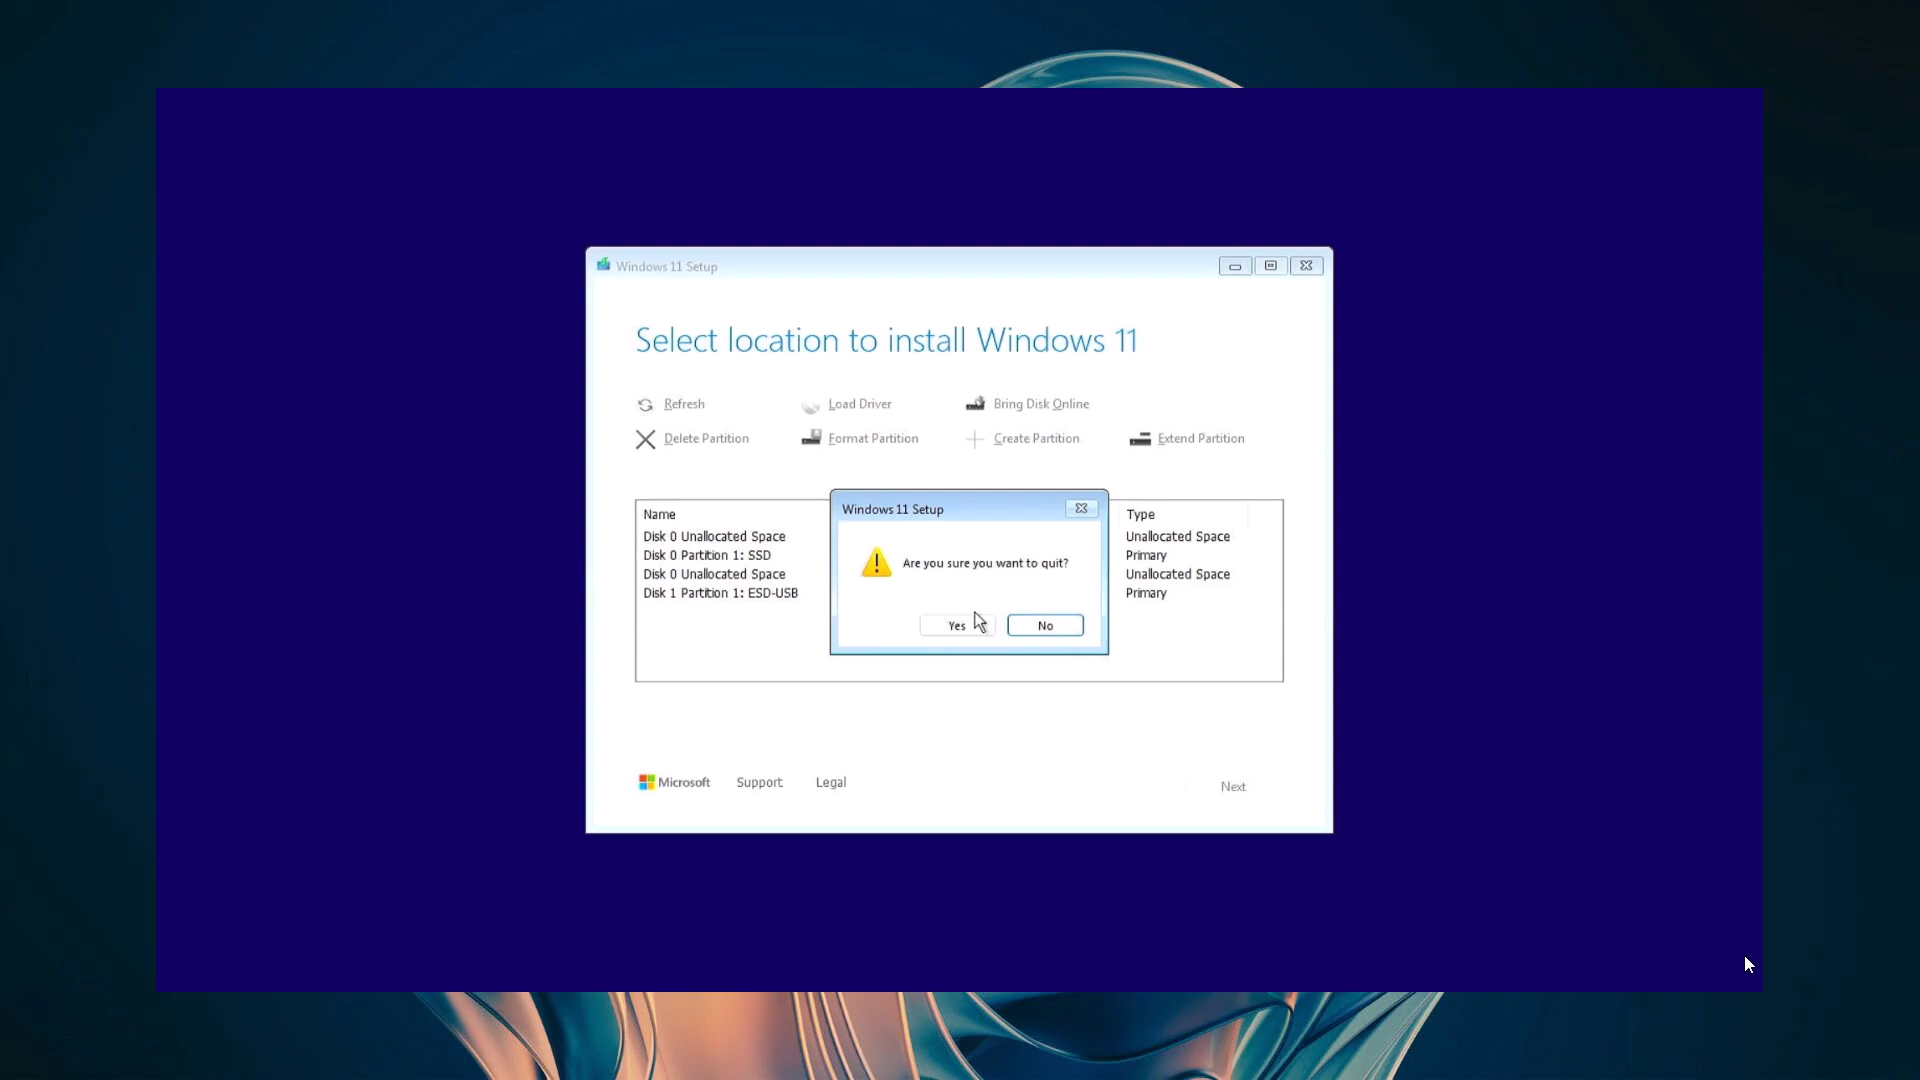 Windows 11 Setup
Select location to install Windows 11
Refresh
Load Driver
Bring Disk Online
Delete Partition
Format Partition
Create Partition
Extend Partition
Name
Type
Disk 0 Unallocated Space
Unallocated Space
Disk 0 Partition 1: SSD
Primary
Disk 0 Unallocated Space
Unallocated Space
Disk 1 Partition 1: ESD-USB
Primary
Windows 11 Setup
Are you sure you want to quit?
Yes
No
Microsoft
Support
Legal
Next